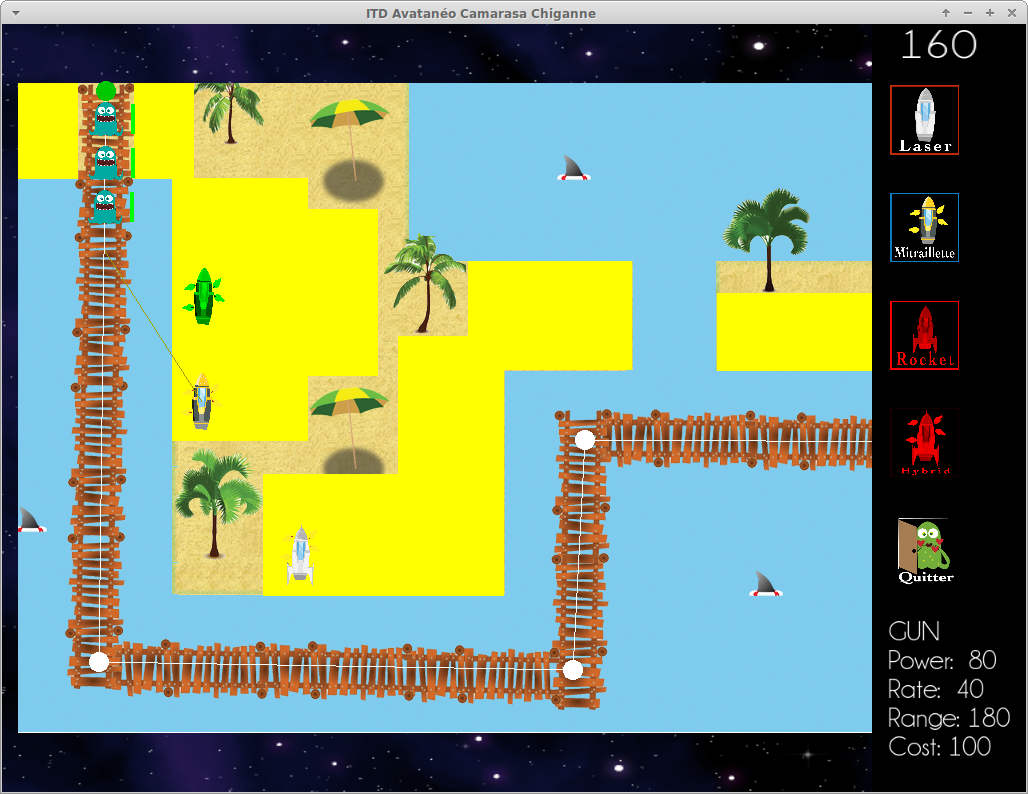 ITD Avatanéo Camarasa Chiganne
160
Laser
Mitraillette
Rocket
Hybrid
Quitter
GUN
Power: 80
Rate: 40
Range: 180
Cost: 100